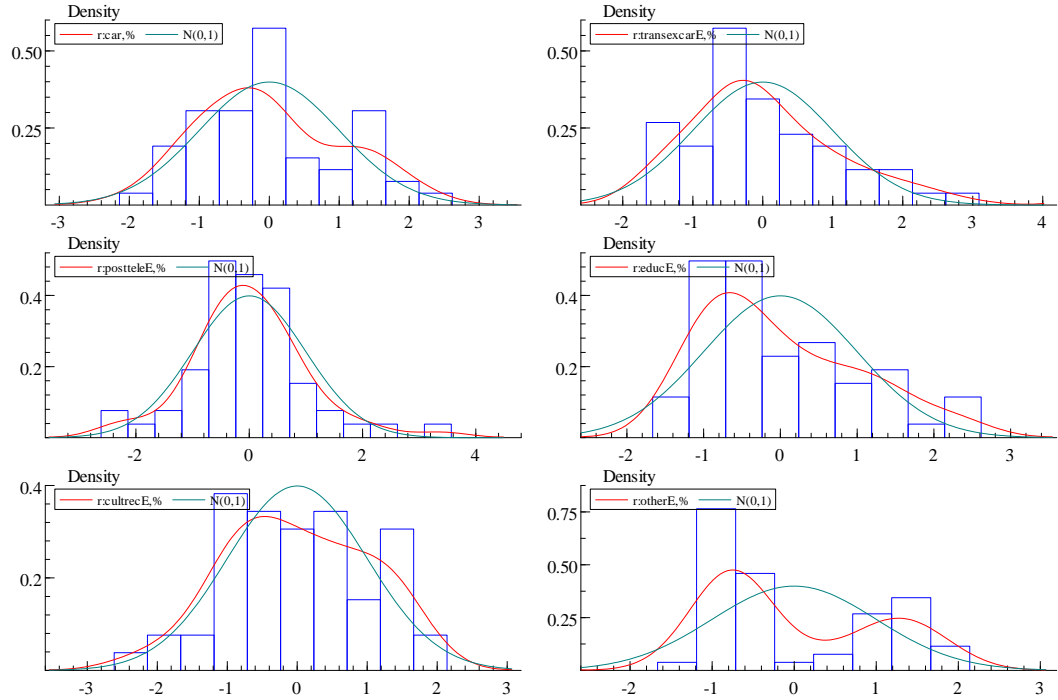 Density
r:car,% N(0,1)
0.50
0.25
-3 -2 -1 0 1 2 3
Density
r:transexcarE,% N(0,1)
0.50
0.25
-2 -1 0 1 2 3 4
Density
r:postteleE,% N(0,1)
0.4
0.2
-2 0 2 4
Density
r:educE,% N(0,1)
0.4
0.2
-2 -1 0 1 2 3
Density
r:cultrecE,% N(0,1)
0.4
0.2
-3 -2 -1 0 1 2 3
Density
r:otherE,% N(0,1)
0.75
0.50
0.25
-2 -1 0 1 2 3